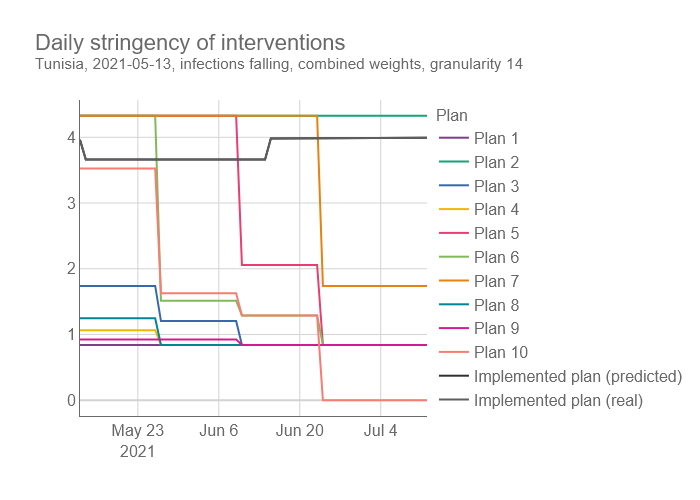 Daily stringency of interventions
Tunisia, 2021-05-13, infections falling, combined weights, granularity 14
Plan
4
3
2
1
0
May 23
2021
Jun 6
Jun 20
Jul 4
Plan 1
Plan 2
Plan 3
Plan 4
Plan 5
Plan 6
Plan 7
Plan 8
Plan 9
Plan 10
Implemented plan (predicted)
Implemented plan (real)